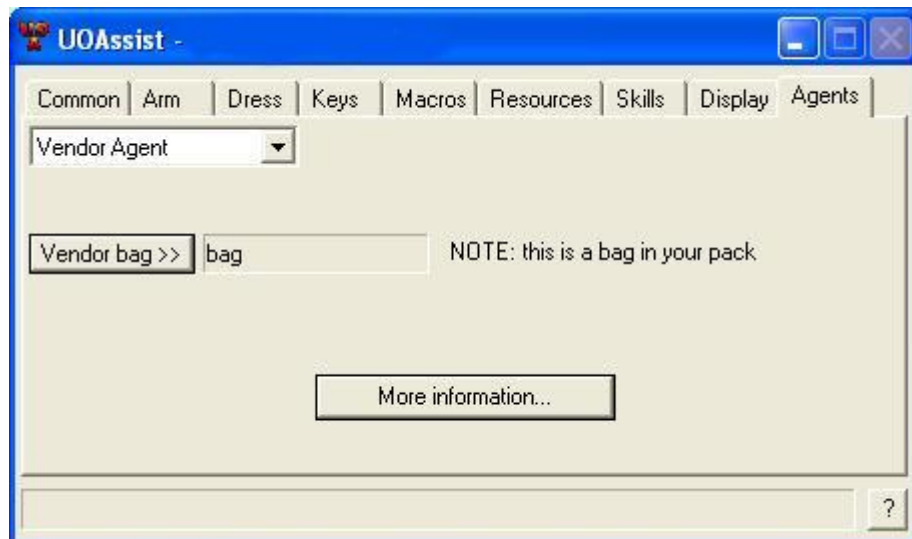 UOAssist -
Common Arm Dress Keys Macros Resources Skills Display Agents
Vendor Agent
Vendor bag >> bag NOTE: this is a bag in your pack
More information...
?